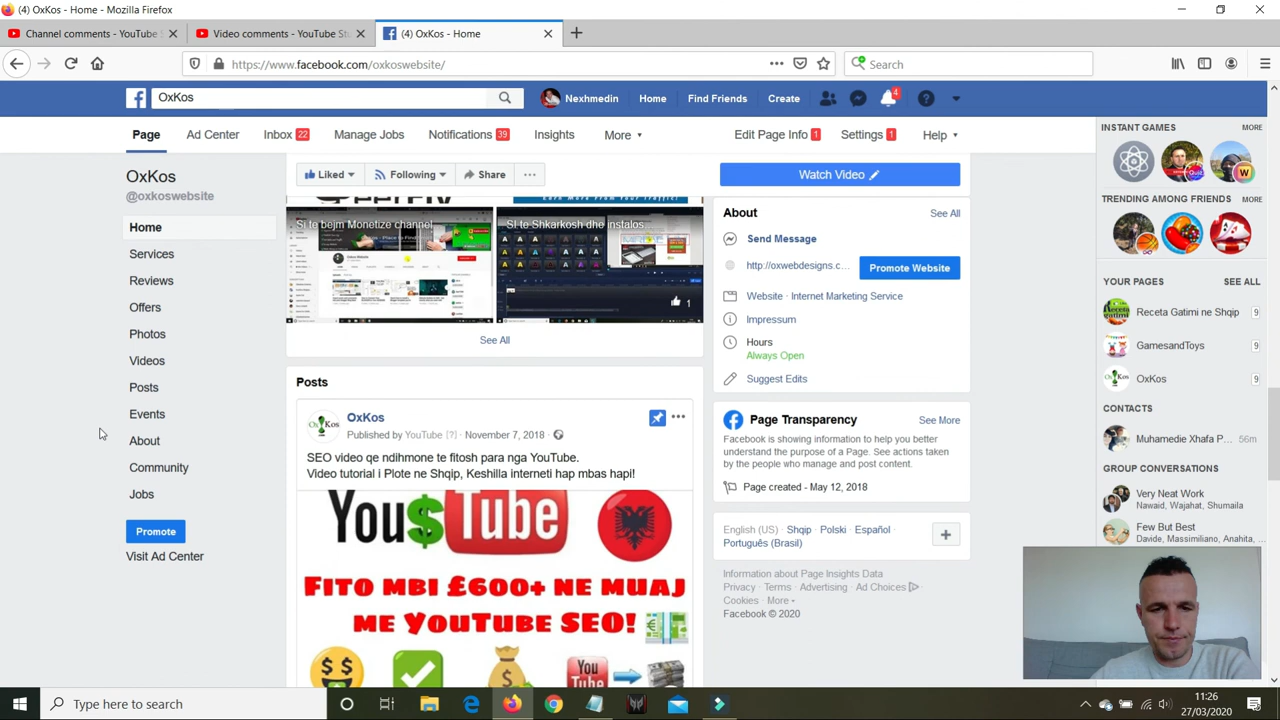 (4) OxKos - Home - Mozilla Firefox
Channel comments - YouTube
Video comments - YouTube Stu
(4) OxKos - Home
https://www.facebook.com/oxkoswebsite/
Search
OxKos
Nexhmedin
Home
Find Friends
Create
4
Page
Ad Center
Inbox 22
Manage Jobs
Notifications 39
Insights
More
Edit Page Info 1
Settings 1
Help
Liked
Following
Share
Watch Video
OxKos
@oxkoswebsite
Home
Services
Reviews
Offers
Photos
Videos
Posts
Events
About
Community
Jobs
Promote
Visit Ad Center
Si te bejm Monetize channel
SI te Shkarkosh dhe instalos
1
See All
Posts
OxKos
Published by YouTube [?] · November 7, 2018
SEO video qe ndihmone te fitosh para nga YouTube.
Video tutorial i Plote ne Shqip, Keshilla interneti hap mbas hapi!
You$Tube
FITO MBI £600+ NE MUAJ
ME YOUTUBE SEO!
You
Tube
About
See All
Send Message
http://oxwebdesigns.c...
Promote Website
Website · Internet Marketing Service
Impressum
Hours
Always Open
Suggest Edits
Page Transparency
See More
Facebook is showing information to help you better
understand the purpose of a Page. See actions taken
by the people who manage and post content.
Page created - May 12, 2018
English (US) · Shqip · Polski · Español ·
Português (Brasil)
Information about Page Insights Data
Privacy · Terms · Advertising · Ad Choices
Cookies · More
Facebook © 2020
INSTANT GAMES
MORE
TRENDING AMONG FRIENDS
MORE
YOUR PAGES
SEE ALL
Receta Gatimi ne Shqip
9
GamesandToys
9
OxKos
9
CONTACTS
Muhamedie Xhafa P...
56m
GROUP CONVERSATIONS
Very Neat Work
Nawaid, Wajahat, Shumaila
Few But Best
Davide, Massimiliano, Anahita, ...
Type here to search
11:26
27/03/2020